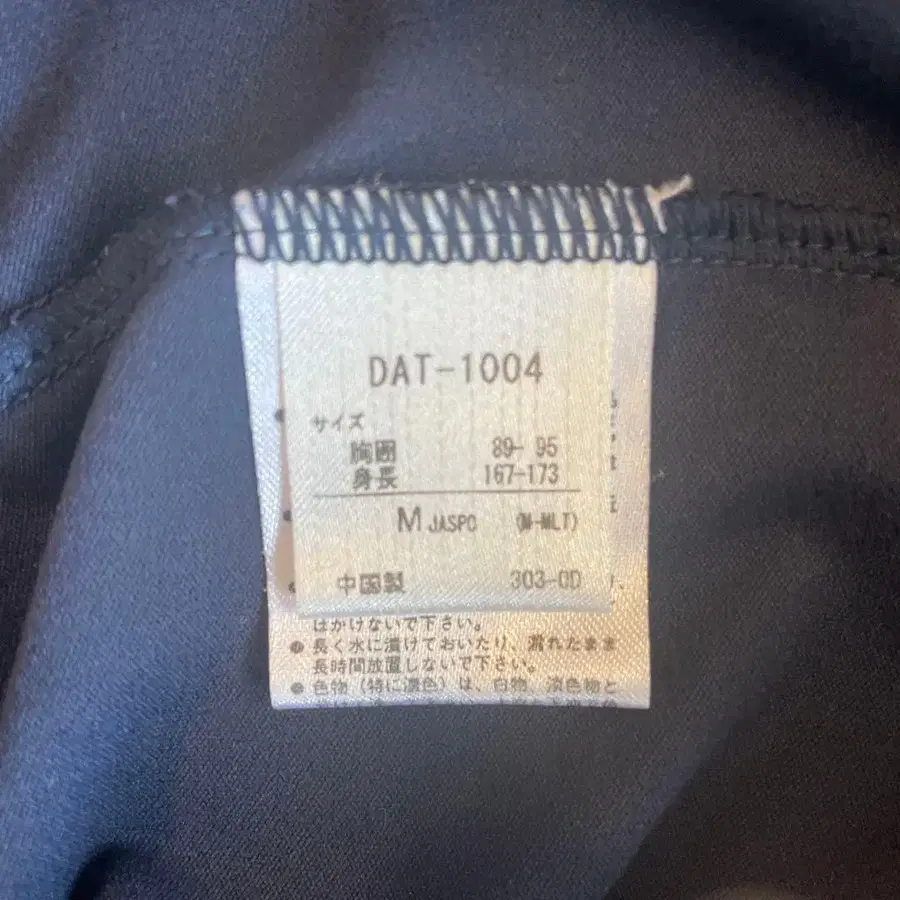 DAT-1004
サイズ
胸囲 89- 95
身長 167-173
M JASPO (M-MLT)
中国製 303-0D
はかけないで下さい。
● 長く水に漬けておいたり、濡れたまま
長時間放置しないで下さい。
● 色物（特に濃色）は、白物、淡色物と